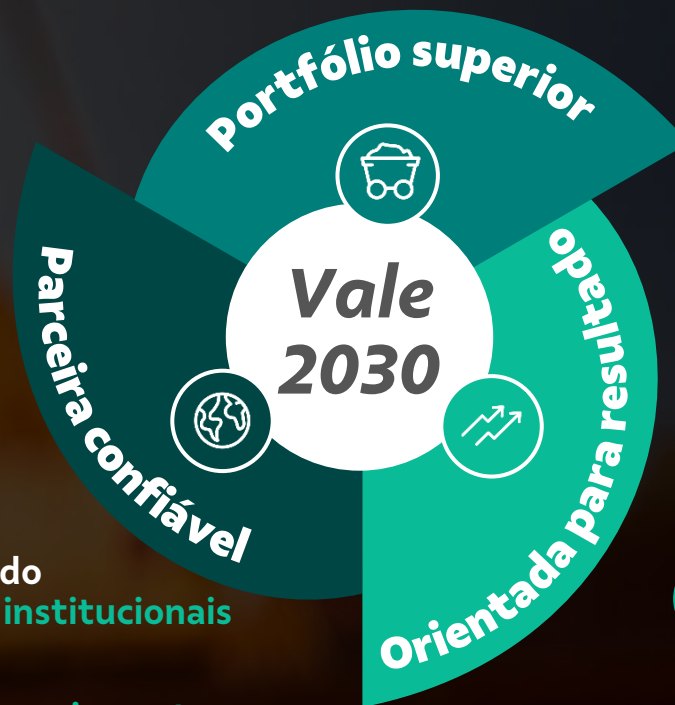 Portfólio superior
Vale
2030
Parceira confiável
Orientada para resultado
do
institucionais